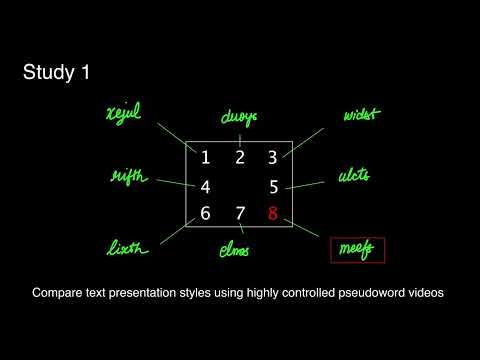 Study 1
xejul duoys widst
1 2 3
rifth 4 5 ulcts
6 7 8
lixth elmos meefs
Compare text presentation styles using highly controlled pseudoword videos